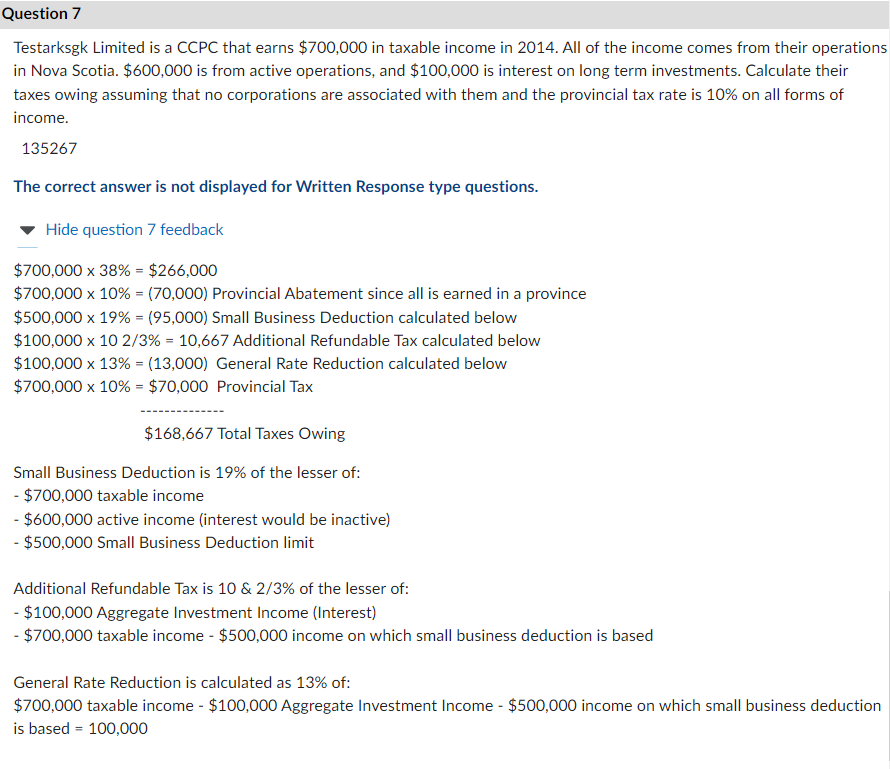 Question 7
Testarksgk Limited is a CCPC that earns $700,000 in taxable income in 2014. All of the income comes from their operations
in Nova Scotia. $600,000 is from active operations, and $100,000 is interest on long term investments. Calculate their
taxes owing assuming that no corporations are associated with them and the provincial tax rate is 10% on all forms of
income.
135267
The correct answer is not displayed for Written Response type questions.
Hide question 7 feedback
$700,000 x 38% = $266,000
$700,000 x 10% = (70,000) Provincial Abatement since all is earned in a province
$500,000 x 19% = (95,000) Small Business Deduction calculated below
$100,000 x 10 2/3% = 10,667 Additional Refundable Tax calculated below
$100,000 x 13% = (13,000)  General Rate Reduction calculated below
$700,000 x 10% = $70,000  Provincial Tax
--------------
$168,667 Total Taxes Owing
Small Business Deduction is 19% of the lesser of:
- $700,000 taxable income
- $600,000 active income (interest would be inactive)
- $500,000 Small Business Deduction limit
Additional Refundable Tax is 10 & 2/3% of the lesser of:
- $100,000 Aggregate Investment Income (Interest)
- $700,000 taxable income - $500,000 income on which small business deduction is based
General Rate Reduction is calculated as 13% of:
$700,000 taxable income - $100,000 Aggregate Investment Income - $500,000 income on which small business deduction
is based = 100,000